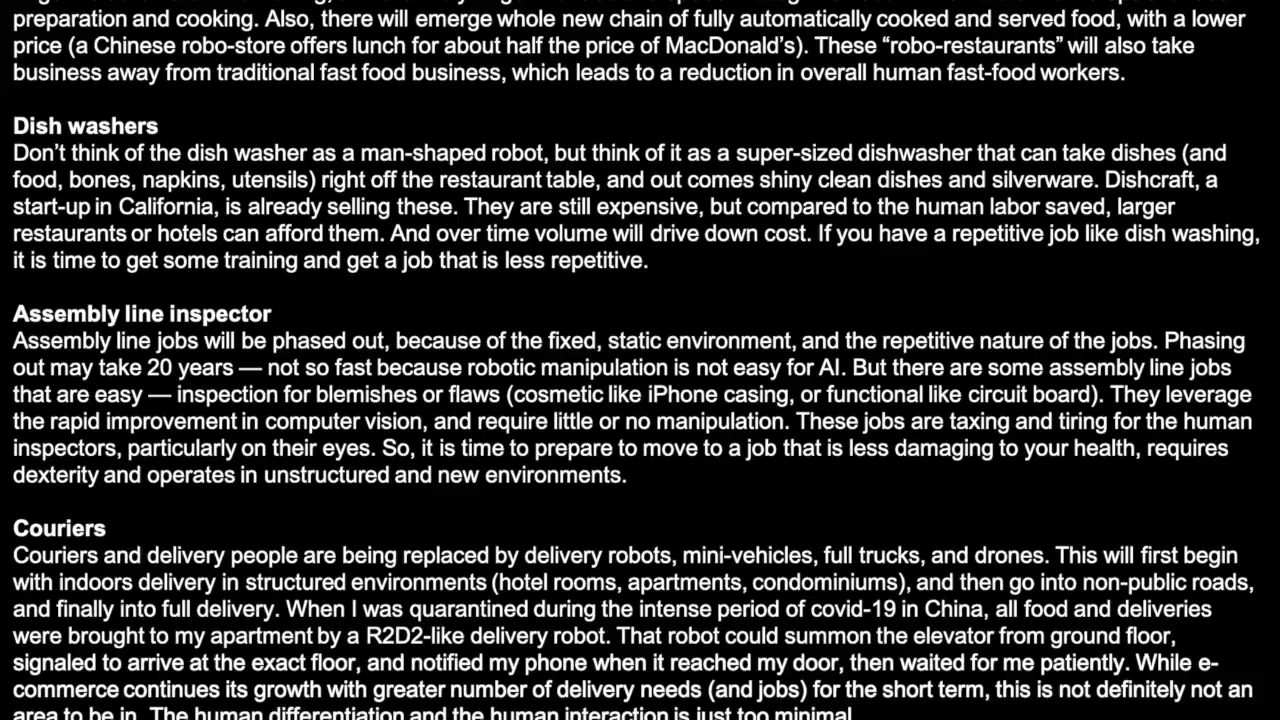 preparation and cooking. Also, there will emerge whole new chain of fully automatically cooked and served food, with a lower
price (a Chinese robo-store offers lunch for about half the price of MacDonald’s). These “robo-restaurants” will also take
business away from traditional fast food business, which leads to a reduction in overall human fast-food workers.
Dish washers
Don’t think of the dish washer as a man-shaped robot, but think of it as a super-sized dishwasher that can take dishes (and
food, bones, napkins, utensils) right off the restaurant table, and out comes shiny clean dishes and silverware. Dishcraft, a
start-up in California, is already selling these. They are still expensive, but compared to the human labor saved, larger
restaurants or hotels can afford them. And over time volume will drive down cost. If you have a repetitive job like dish washing,
it is time to get some training and get a job that is less repetitive.
Assembly line inspector
Assembly line jobs will be phased out, because of the fixed, static environment, and the repetitive nature of the jobs. Phasing
out may take 20 years — not so fast because robotic manipulation is not easy for AI. But there are some assembly line jobs
that are easy — inspection for blemishes or flaws (cosmetic like iPhone casing, or functional like circuit board). They leverage
the rapid improvement in computer vision, and require little or no manipulation. These jobs are taxing and tiring for the human
inspectors, particularly on their eyes. So, it is time to prepare to move to a job that is less damaging to your health, requires
dexterity and operates in unstructured and new environments.
Couriers
Couriers and delivery people are being replaced by delivery robots, mini-vehicles, full trucks, and drones. This will first begin
with indoors delivery in structured environments (hotel rooms, apartments, condominiums), and then go into non-public roads,
and finally into full delivery. When I was quarantined during the intense period of covid-19 in China, all food and deliveries
were brought to my apartment by a R2D2-like delivery robot. That robot could summon the elevator from ground floor,
signaled to arrive at the exact floor, and notified my phone when it reached my door, then waited for me patiently. While e-
commerce continues its growth with greater number of delivery needs (and jobs) for the short term, this is not definitely not an
area to be in. The human differentiation and the human interaction is just too minimal.